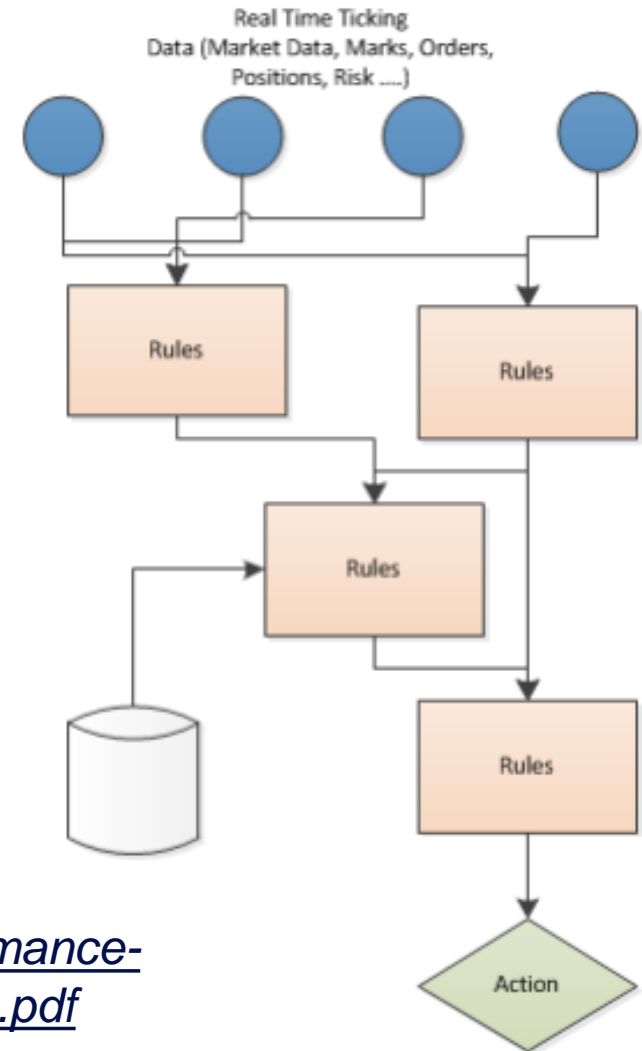 Real Time Ticking
Data (Market Data, Marks, Orders,
Positions, Risk ....)
Rules
Rules
Rules
Rules
Action
mance-
.pdf